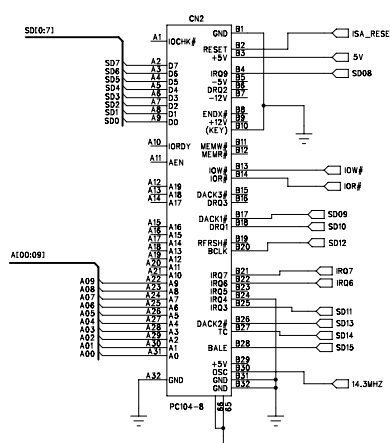 CN2
SD[0:7]
A1 IOCHK#
SD7 A2 D7
SD6 A3 D6
SD5 A4 D5
SD4 A5 D4
SD3 A6 D3
SD2 A7 D2
SD1 A8 D1
SD0 A9 D0
A10 IORDY
A11 AEN
A12 A19
A13 A18
A14 A17
A15 A16
A16 A15
A17 A14
A18 A13
A19 A12
A20 A11
A21 A10
A[00:09]
A09 A22 A9
A08 A23 A8
A07 A24 A7
A06 A25 A6
A05 A26 A5
A04 A27 A4
A03 A28 A3
A02 A29 A2
A01 A30 A1
A00 A31 A0
A32 GND
GND B1
RESET B2 ISA_RESE
+5V B3 5V
IRQ9 B4 SD08
-5V B5
DRQ2 B6
-12V B7
ENDX# B8
+12V B9
(KEY) B10
MEMW# B11
MEMR# B12
IOW# B13 IOW#
IOR# B14 IOR#
DACK3# B15
DRQ3 B16
DACK1# B17 SD09
DRQ1 B18 SD10
RFRSH# B19 SD12
BCLK B20
IRQ7 B21 IRQ7
IRQ6 B22 IRQ6
IRQ5 B23
IRQ4 B24
IRQ3 B25 SD11
DACK2# B26 SD13
TC B27 SD14
BALE B28 SD15
+5V B29
OSC B30 14.3MHZ
GND B31
GND B32
PC104-8
66 65